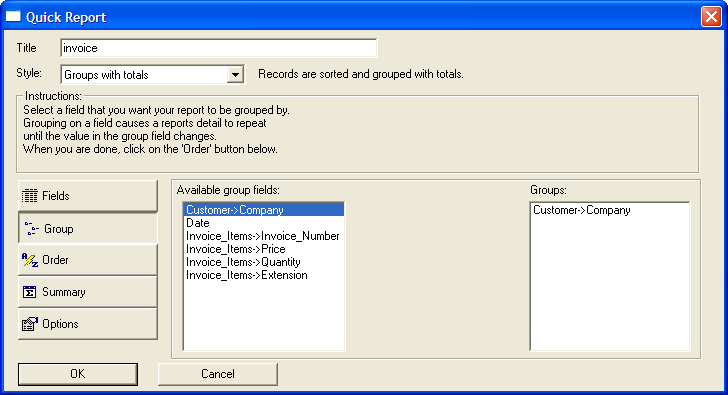 Quick Report
Title
invoice
Style:
Groups with totals
Records are sorted and grouped with totals.
Instructions:
Select a field that you want your report to be grouped by.
Grouping on a field causes a reports detail to repeat
until the value in the group field changes.
When you are done, click on the 'Order' button below.
Fields
Group
Order
Summary
Options
Available group fields:
Customer->Company
Date
Invoice_Items->Invoice_Number
Invoice_Items->Price
Invoice_Items->Quantity
Invoice_Items->Extension
Groups:
Customer->Company
OK
Cancel